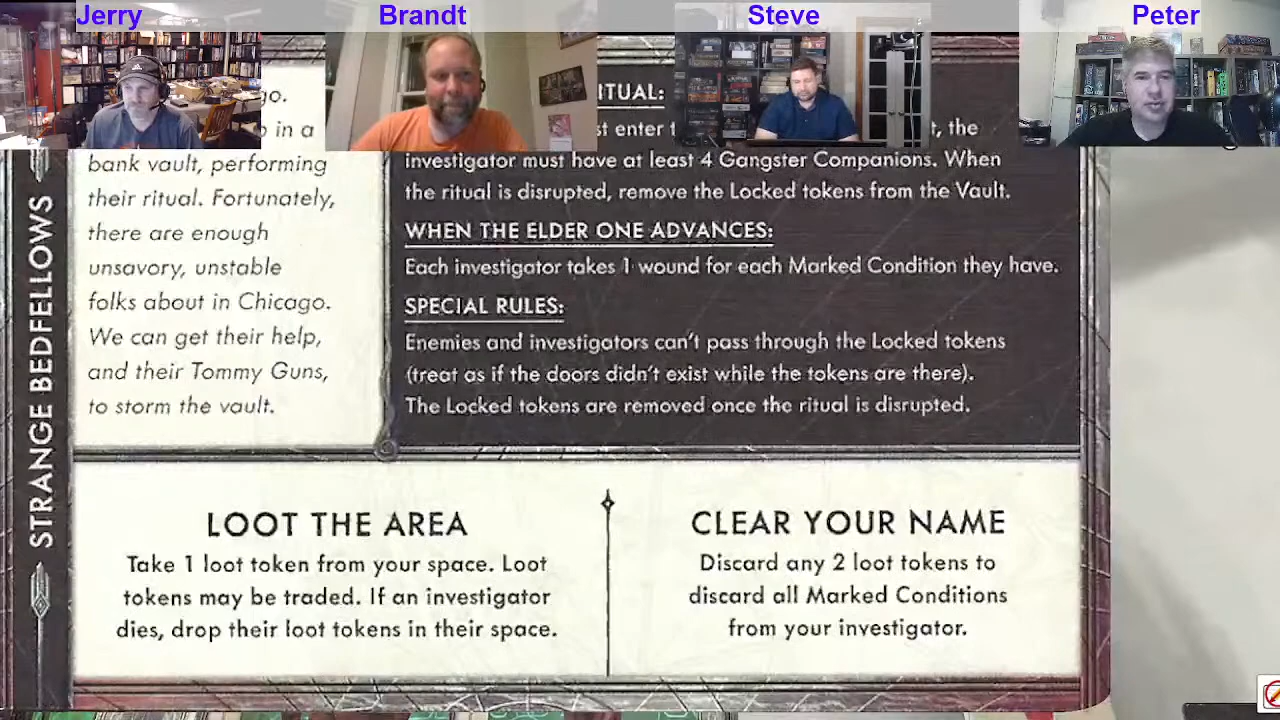 Jerry
Brandt
Steve
Peter
in a
bank vault, performing
their ritual. Fortunately,
there are enough
unsavory, unstable
folks about in Chicago.
We can get their help,
and their Tommy Guns,
to storm the vault.
STRANGE BEDFELLOWS
enter
the
investigator must have at least 4 Gangster Companions. When
the ritual is disrupted, remove the Locked tokens from the Vault.
WHEN THE ELDER ONE ADVANCES:
Each investigator takes 1 wound for each Marked Condition they have.
SPECIAL RULES:
Enemies and investigators can't pass through the Locked tokens
(treat as if the doors didn't exist while the tokens are there).
The Locked tokens are removed once the ritual is disrupted.
LOOT THE AREA
Take 1 loot token from your space. Loot
tokens may be traded. If an investigator
dies, drop their loot tokens in their space.
CLEAR YOUR NAME
Discard any 2 loot tokens to
discard all Marked Conditions
from your investigator.